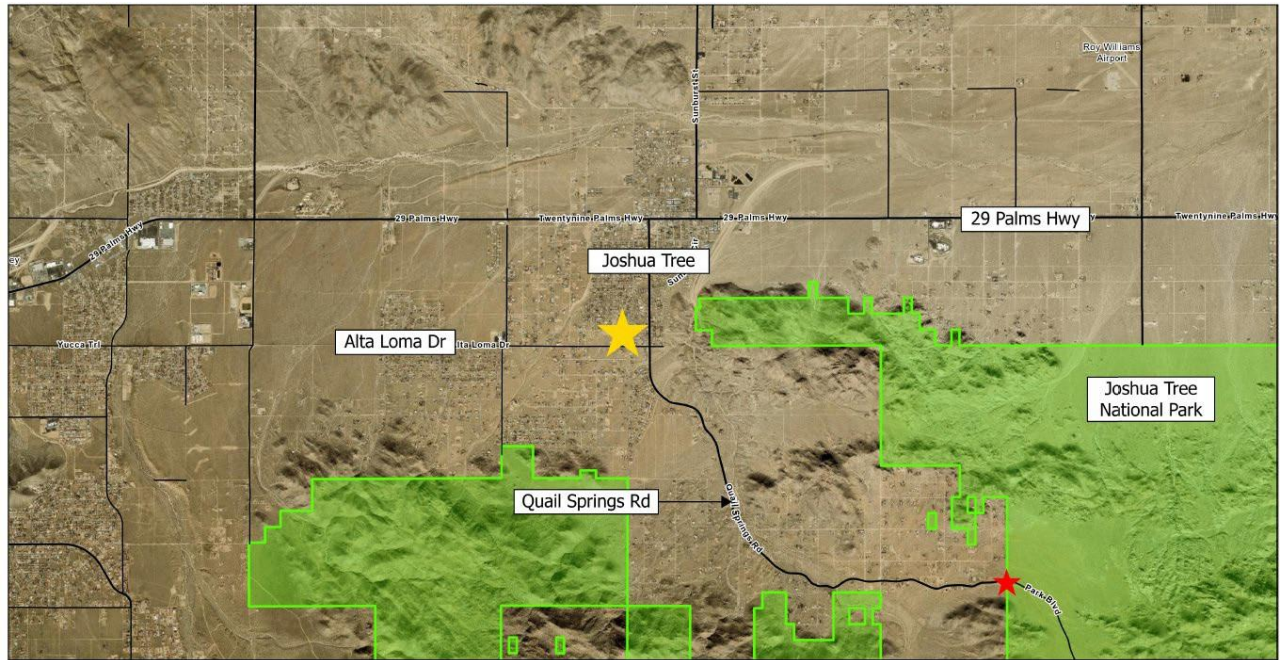 Roy Williams
Airport
Sunburst St
29 Palms Hwy
29 Palms Hwy
Twentynine Palms Hwy
29 Palms Hwy
29 Palms Hwy
Twentynine Palms Hwy
Joshua Tree
Yucca Trl
Alta Loma Dr
lta Loma Dr
Joshua Tree
National Park
Quail Springs Rd
Quail Springs Rd
Park Blvd